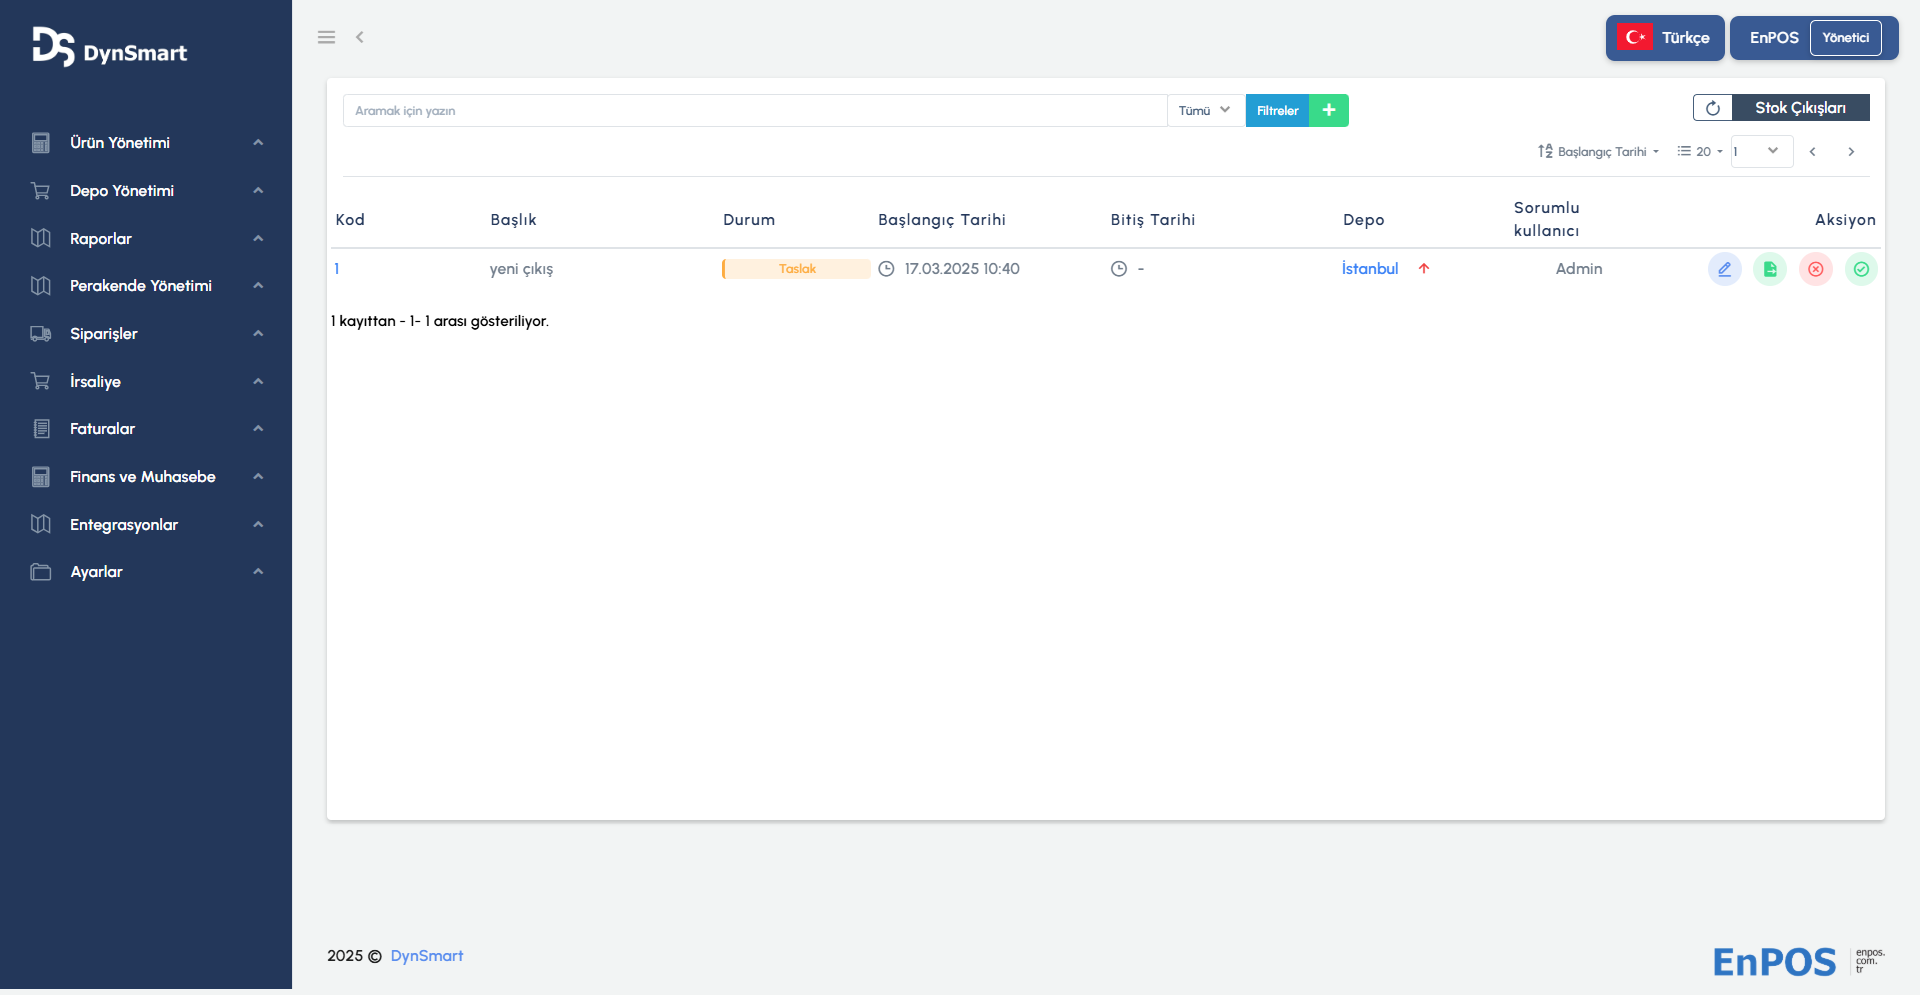 DS DynSmart
Türkçe
EnPOS Yönetici
Ürün Yönetimi
Depo Yönetimi
Raporlar
Perakende Yönetimi
Siparişler
İrsaliye
Faturalar
Finans ve Muhasebe
Entegrasyonlar
Ayarlar
Aramak için yazın Tümü Filtreler + Stok Çıkışları
Başlangıç Tarihi 20 1
Kod Başlık Durum Başlangıç Tarihi Bitiş Tarihi Depo Sorumlu kullanıcı Aksiyon
1 yeni çıkış Taslak 17.03.2025 10:40 - İstanbul Admin
1 kayıttan - 1- 1 arası gösteriliyor.
2025 © DynSmart
EnPOS
enpos.
com.
tr